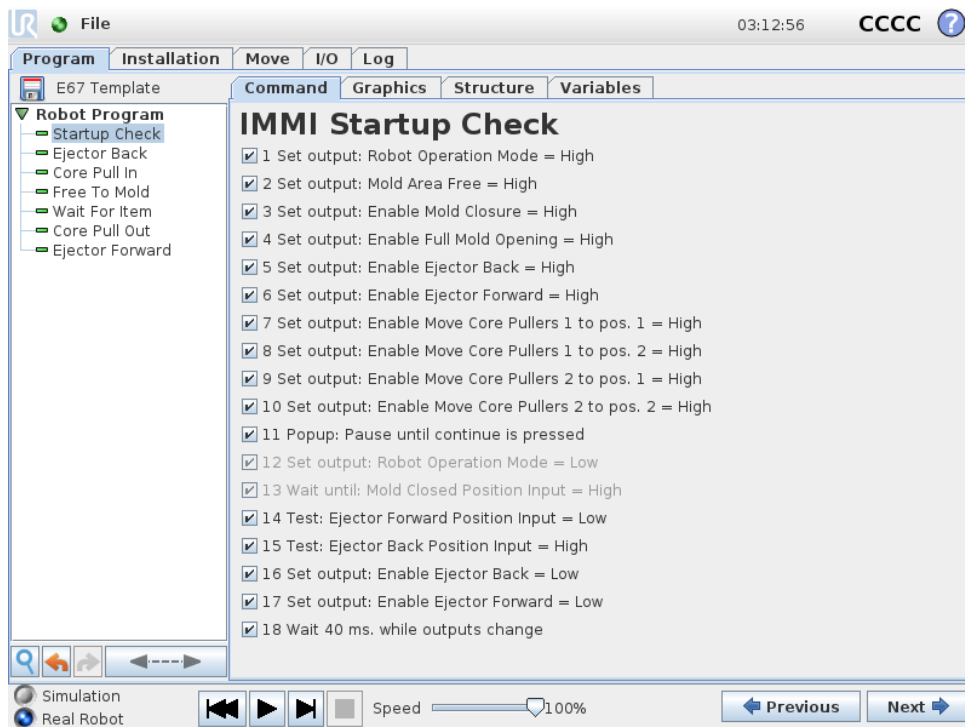 UR File 03:12:56 CCCC ?
Program Installation Move I/O Log
E67 Template
Command Graphics Structure Variables
Robot Program
Startup Check
Ejector Back
Core Pull In
Free To Mold
Wait For Item
Core Pull Out
Ejector Forward
IMMI Startup Check
1 Set output: Robot Operation Mode = High
2 Set output: Mold Area Free = High
3 Set output: Enable Mold Closure = High
4 Set output: Enable Full Mold Opening = High
5 Set output: Enable Ejector Back = High
6 Set output: Enable Ejector Forward = High
7 Set output: Enable Move Core Pullers 1 to pos. 1 = High
8 Set output: Enable Move Core Pullers 1 to pos. 2 = High
9 Set output: Enable Move Core Pullers 2 to pos. 1 = High
10 Set output: Enable Move Core Pullers 2 to pos. 2 = High
11 Popup: Pause until continue is pressed
12 Set output: Robot Operation Mode = Low
13 Wait until: Mold Closed Position Input = High
14 Test: Ejector Forward Position Input = Low
15 Test: Ejector Back Position Input = High
16 Set output: Enable Ejector Back = Low
17 Set output: Enable Ejector Forward = Low
18 Wait 40 ms. while outputs change
Simulation
Real Robot
Speed 100%
Previous Next